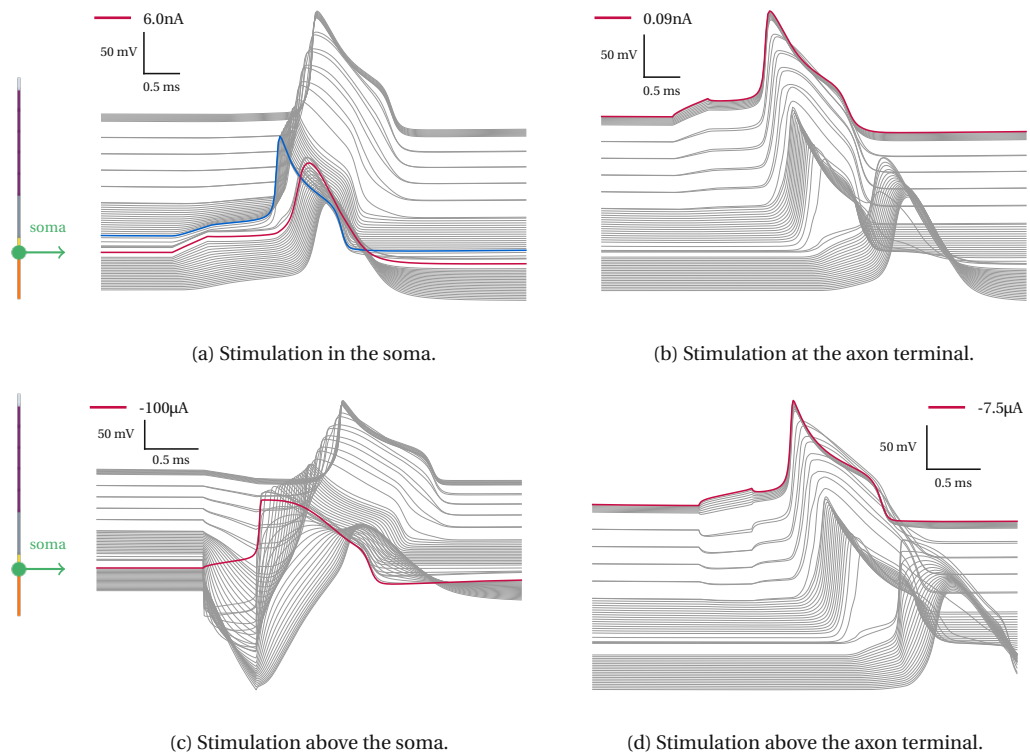 6.0nA
50 mV
0.5 ms
soma
(a) Stimulation in the soma.
0.09nA
50 mV
0.5 ms
(b) Stimulation at the axon terminal.
-100µA
50 mV
0.5 ms
soma
(c) Stimulation above the soma.
-7.5µA
50 mV
0.5 ms
(d) Stimulation above the axon terminal.